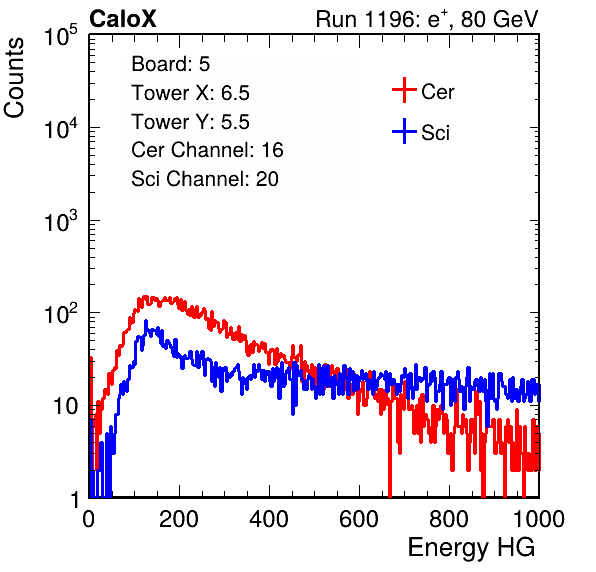 CaloX Run 1196: e⁺, 80 GeV
Counts
10⁵
10⁴
10³
10²
10
1
Board: 5
Tower X: 6.5
Tower Y: 5.5
Cer Channel: 16
Sci Channel: 20
Cer
Sci
0 200 400 600 800 1000
Energy HG